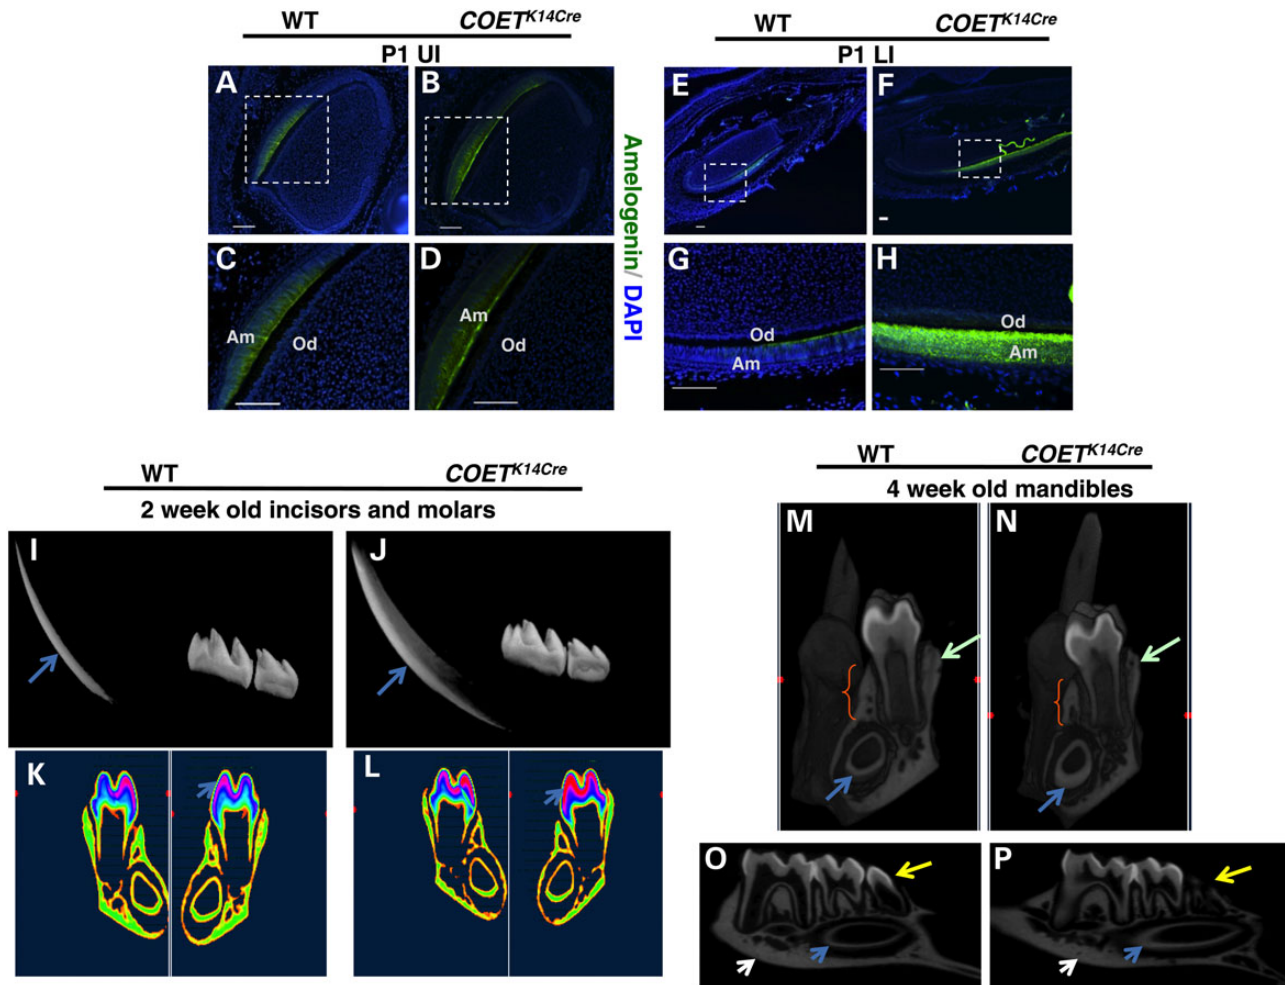 WT COET^K14Cre
P1 UI
A B
C D
Am Od Am Od
Amelogenin/ DAPI
WT COET^K14Cre
P1 LI
E F
G H
Od Am Od Am
WT COET^K14Cre
2 week old incisors and molars
I J
K L
WT COET^K14Cre
4 week old mandibles
M N
O P